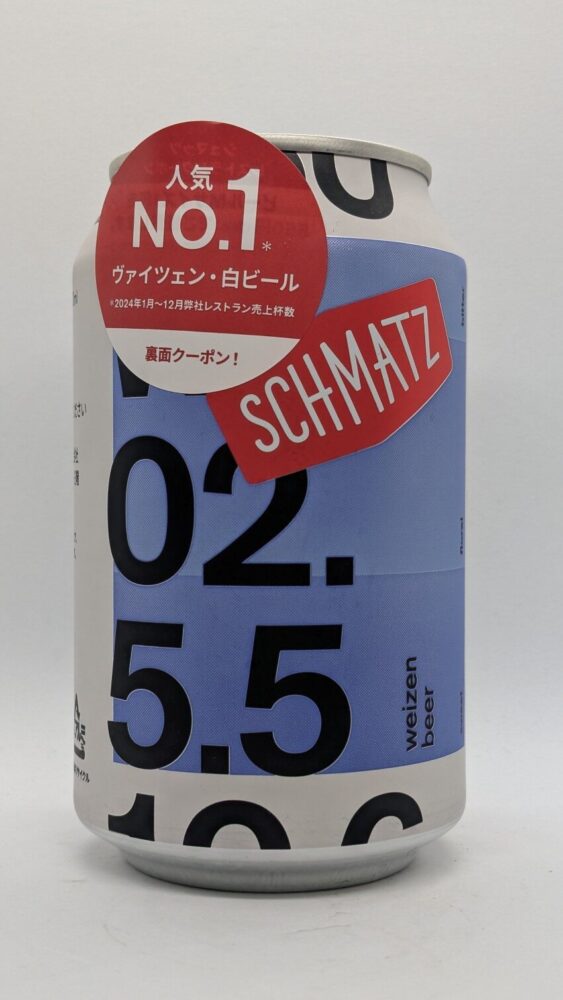 人気
NO.1*
ヴァイツェン・白ビール
*2024年1月〜12月弊社レストラン売上杯数
裏面クーポン！
SCHMATZ
02.
5.5
weizen
beer
bitter
floral